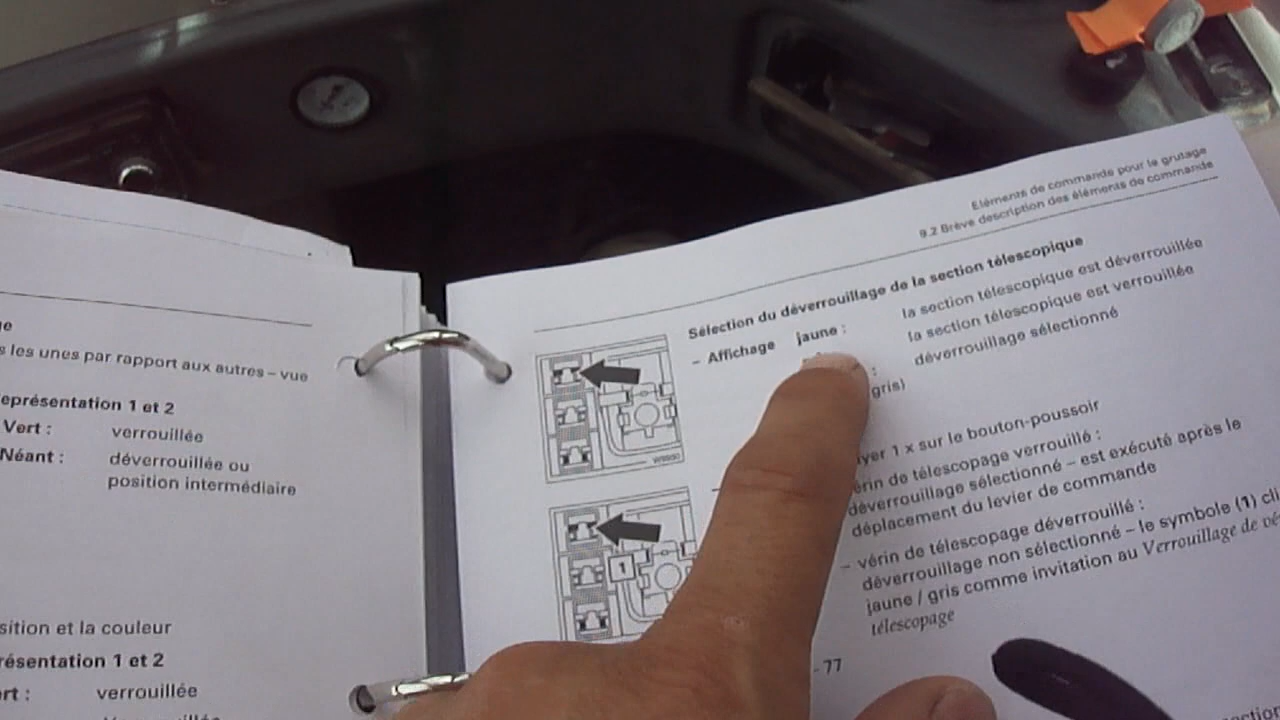 s les unes par rapport aux autres – vue
eprésentation 1 et 2
Vert : verrouillée
Néant : déverrouillée ou
position intermédiaire
sition et la couleur
résentation 1 et 2
ert : verrouillée
Eléments de commande pour le grutage
9.2 Brève description des éléments de commande
Sélection du déverrouillage de la section télescopique
– Affichage jaune : la section télescopique est déverrouillée
la section télescopique est verrouillée
: déverrouillage sélectionné
gris)
yer 1 x sur le bouton-poussoir
érin de télescopage verrouillé :
déverrouillage sélectionné – est exécuté après le
déplacement du levier de commande
– vérin de télescopage déverrouillé :
déverrouillage non sélectionné – le symbole (1) cli
jaune / gris comme invitation au Verrouillage de vé
télescopage
1
- 77